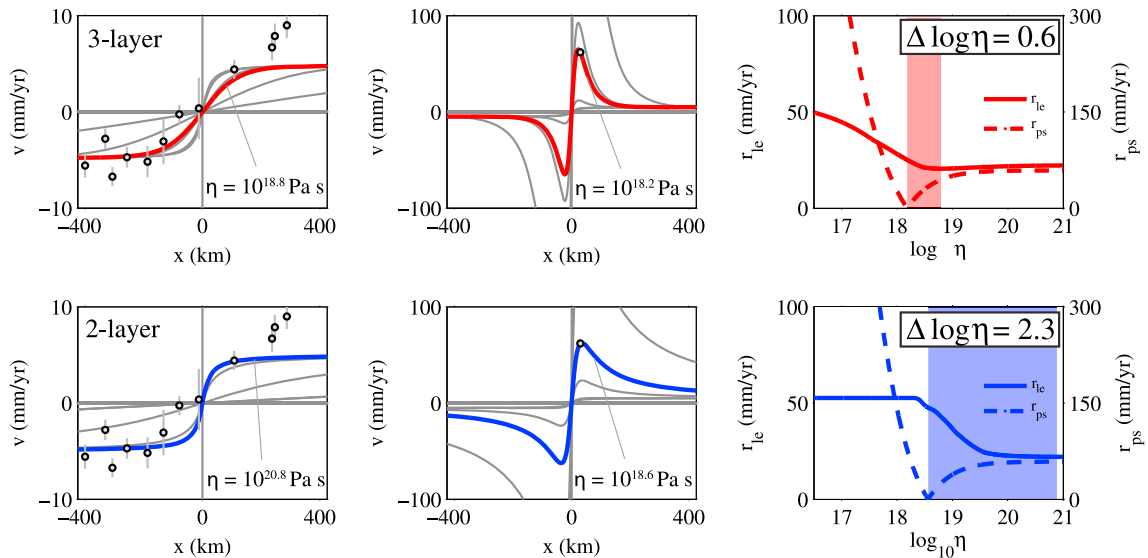 3-layer
10
0
−10
v (mm/yr)
−400
0
400
x (km)
η = 10^18.8 Pa s
100
0
−100
v (mm/yr)
−400
0
400
x (km)
η = 10^18.2 Pa s
Δ log η = 0.6
100
50
0
r_le (mm/yr)
300
150
0
r_ps (mm/yr)
r_le
r_ps
17
18
19
20
21
log η
2-layer
10
0
−10
v (mm/yr)
−400
0
400
x (km)
η = 10^20.8 Pa s
100
0
−100
v (mm/yr)
−400
0
400
x (km)
η = 10^18.6 Pa s
Δ log η = 2.3
100
50
0
r_le (mm/yr)
300
150
0
r_ps (mm/yr)
r_le
r_ps
17
18
19
20
21
log_10 η